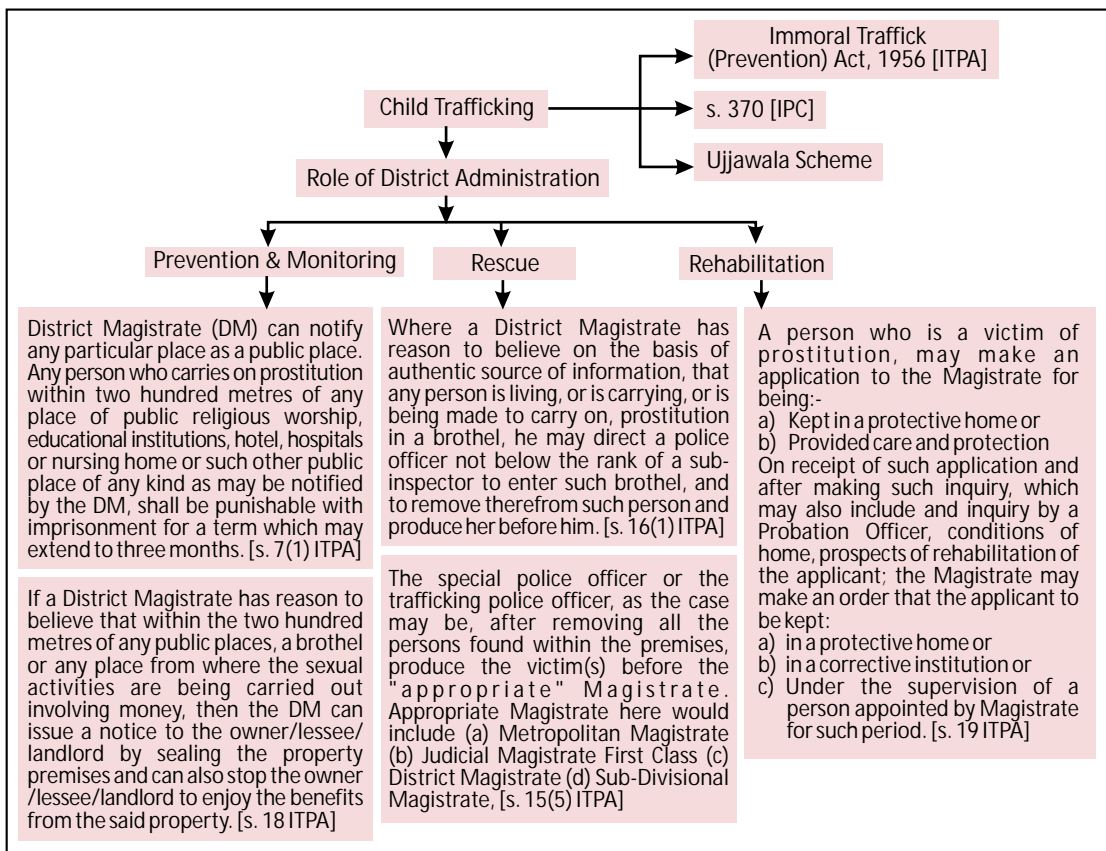 Immoral Traffick
(Prevention) Act, 1956 [ITPA]
Child Trafficking
s. 370 [IPC]
Ujjawala Scheme
Role of District Administration
Prevention & Monitoring
Rescue
Rehabilitation
District Magistrate (DM) can notify
any particular place as a public place.
Any person who carries on prostitution
within two hundred metres of any
place of public religious worship,
educational institutions, hotel, hospitals
or nursing home or such other public
place of any kind as may be notified
by the DM, shall be punishable with
imprisonment for a term which may
extend to three months. [s. 7(1) ITPA]
If a District Magistrate has reason to
believe that within the two hundred
metres of any public places, a brothel
or any place from where the sexual
activities are being carried out
involving money, then the DM can
issue a notice to the owner/lessee/
landlord by sealing the property
premises and can also stop the owner
/lessee/landlord to enjoy the benefits
from the said property. [s. 18 ITPA]
Where a District Magistrate has
reason to believe on the basis of
authentic source of information, that
any person is living, or is carrying, or is
being made to carry on, prostitution
in a brothel, he may direct a police
officer not below the rank of a sub-
inspector to enter such brothel, and
to remove therefrom such person and
produce her before him. [s. 16(1) ITPA]
The special police officer or the
trafficking police officer, as the case
may be, after removing all the
persons found within the premises,
produce the victim(s) before the
"appropriate" Magistrate.
Appropriate Magistrate here would
include (a) Metropolitan Magistrate
(b) Judicial Magistrate First Class (c)
District Magistrate (d) Sub-Divisional
Magistrate, [s. 15(5) ITPA]
A person who is a victim of
prostitution, may make an
application to the Magistrate for
being:-
a) Kept in a protective home or
b) Provided care and protection
On receipt of such application and
after making such inquiry, which
may also include and inquiry by a
Probation Officer, conditions of
home, prospects of rehabilitation of
the applicant; the Magistrate may
make an order that the applicant to
be kept:
a) in a protective home or
b) in a corrective institution or
c) Under the supervision of a
person appointed by Magistrate
for such period. [s. 19 ITPA]